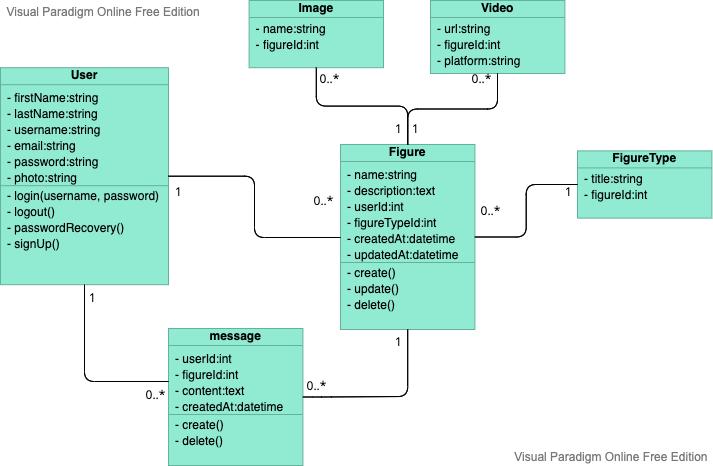 Visual Paradigm Online Free Edition
Image
- name:string
- figureId:int
Video
- url:string
- figureId:int
- platform:string
0..*
0..*
1
1
User
- firstName:string
- lastName:string
- username:string
- email:string
- password:string
- photo:string
- login(username, password)
- logout()
- passwordRecovery()
- signUp()
1
0..*
Figure
- name:string
- description:text
- userId:int
- figureTypeId:int
- createdAt:datetime
- updatedAt:datetime
- create()
- update()
- delete()
0..*
1
FigureType
- title:string
- figureId:int
1
0..*
message
- userId:int
- figureId:int
- content:text
- createdAt:datetime
- create()
- delete()
0..*
1
Visual Paradigm Online Free Edition